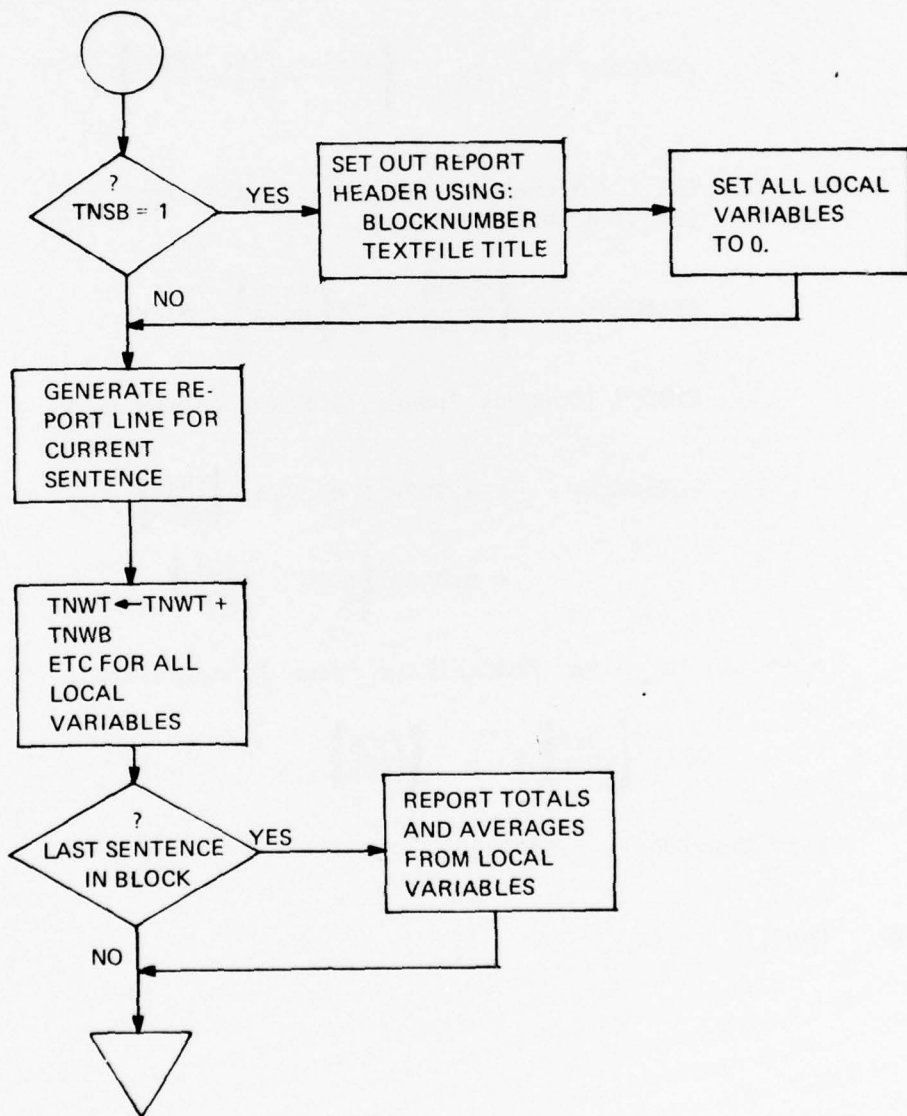 ?
TNSB = 1
YES
SET OUT REPORT
HEADER USING:
BLOCKNUMBER
TEXTFILE TITLE
SET ALL LOCAL
VARIABLES
TO 0.
NO
GENERATE RE-
PORT LINE FOR
CURRENT
SENTENCE
TNWT ← TNWT +
TNWB
ETC FOR ALL
LOCAL
VARIABLES
?
LAST SENTENCE
IN BLOCK
YES
REPORT TOTALS
AND AVERAGES
FROM LOCAL
VARIABLES
NO